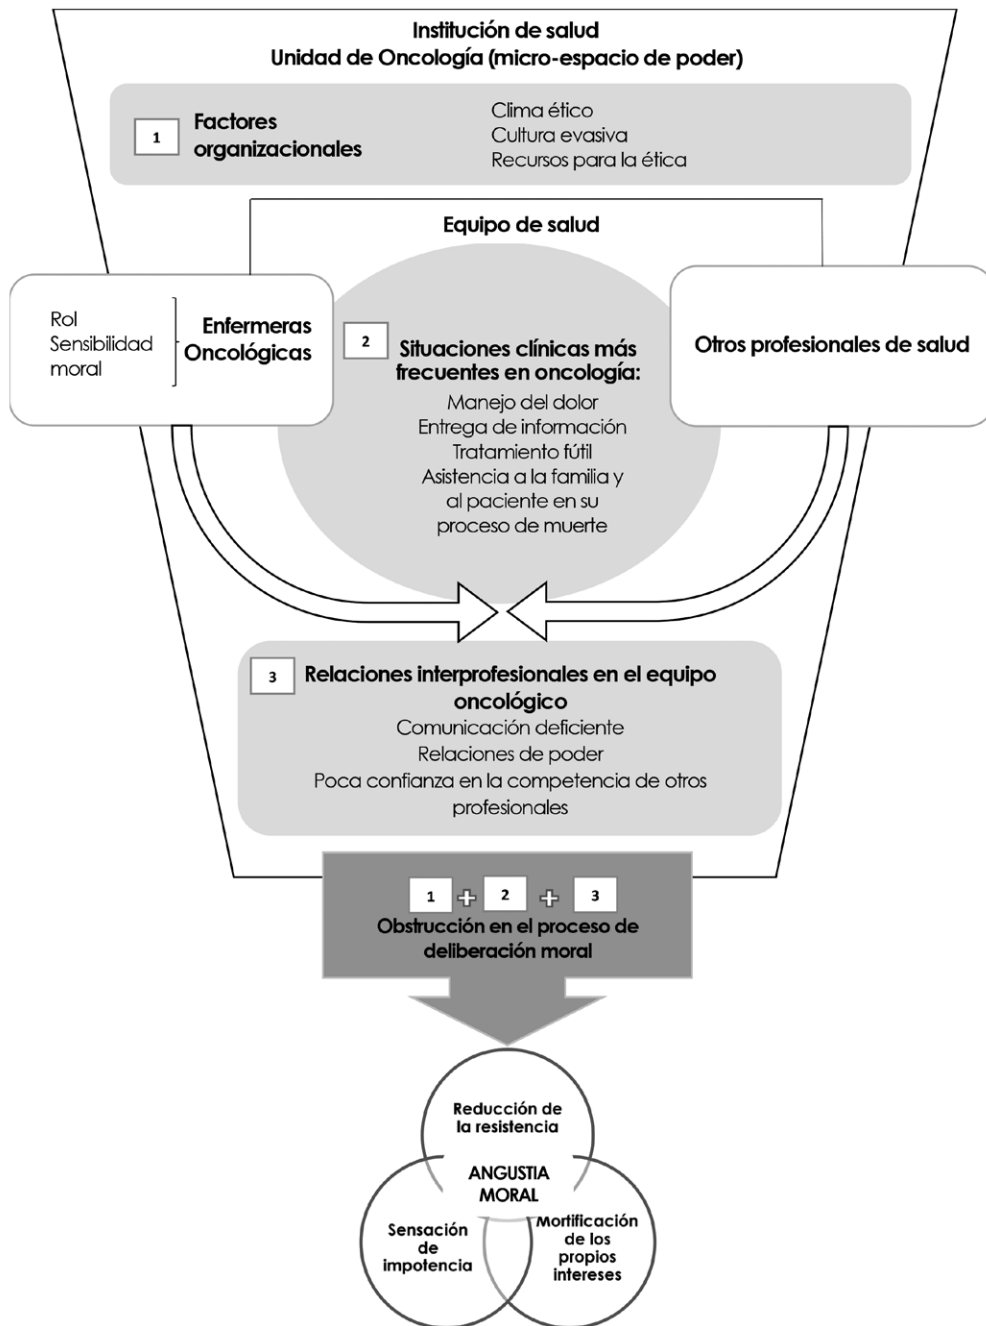 Institución de salud
Unidad de Oncología (micro-espacio de poder)
1
Factores
organizacionales
Clima ético
Cultura evasiva
Recursos para la ética
Equipo de salud
Rol
Sensibilidad
moral
Enfermeras
Oncológicas
2
Situaciones clínicas más
frecuentes en oncología:
Manejo del dolor
Entrega de información
Tratamiento fútil
Asistencia a la familia y
al paciente en su
proceso de muerte
Otros profesionales de salud
3
Relaciones interprofesionales en el equipo
oncológico
Comunicación deficiente
Relaciones de poder
Poca confianza en la competencia de otros
profesionales
1 + 2 + 3
Obstrucción en el proceso de
deliberación moral
Reducción de
la resistencia
ANGUSTIA
MORAL
Sensación
de
impotencia
Mortificación
de los
propios
intereses